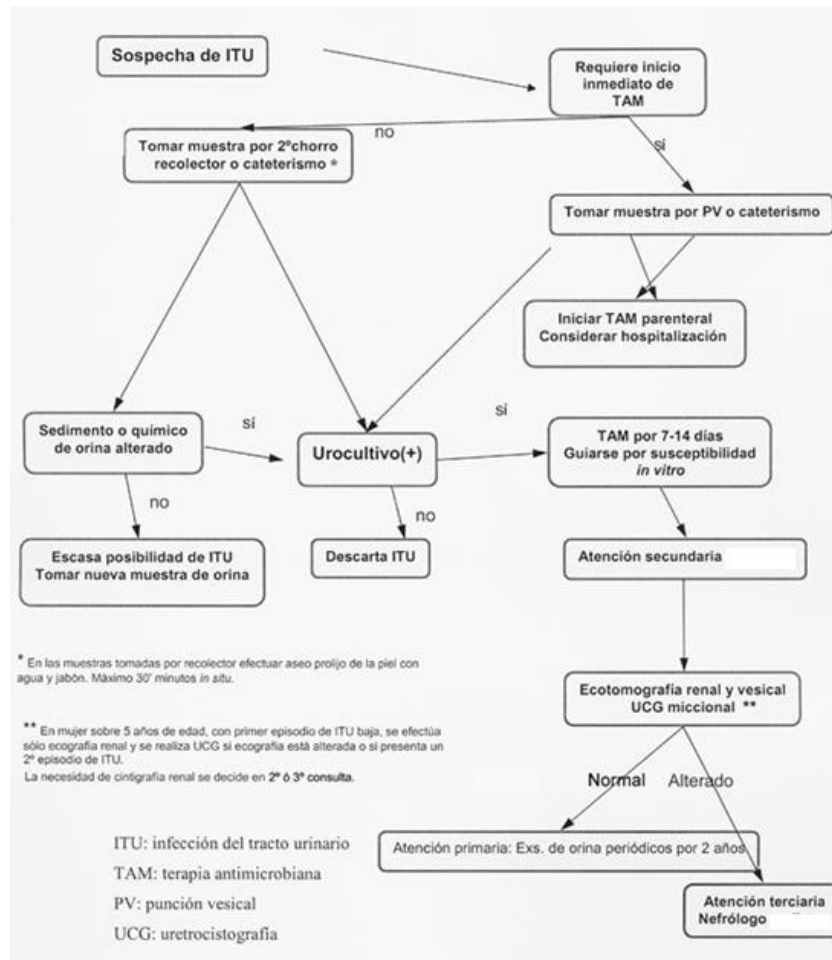 Sospecha de ITU
Requiere inicio
inmediato de
TAM
no
sí
Tomar muestra por 2ºchorro
recolector o cateterismo *
Tomar muestra por PV o cateterismo
Iniciar TAM parenteral
Considerar hospitalización
Sedimento o químico
de orina alterado
sí
Urocultivo(+)
sí
TAM por 7-14 días
Guiarse por susceptibilidad
in vitro
no
no
Escasa posibilidad de ITU
Tomar nueva muestra de orina
Descarta ITU
Atención secundaria
* En las muestras tomadas por recolector efectuar aseo prolijo de la piel con
agua y jabón. Máximo 30' minutos in situ.
Ecotomografía renal y vesical
UCG miccional **
** En mujer sobre 5 años de edad, con primer episodio de ITU baja, se efectúa
sólo ecografía renal y se realiza UCG si ecografía está alterada o si presenta un
2º episodio de ITU.
La necesidad de cintigrafía renal se decide en 2ª ó 3ª consulta.
Normal
Alterado
Atención primaria: Exs. de orina periódicos por 2 años
Atención terciaria
Nefrólogo
ITU: infección del tracto urinario
TAM: terapia antimicrobiana
PV: punción vesical
UCG: uretrocistografía